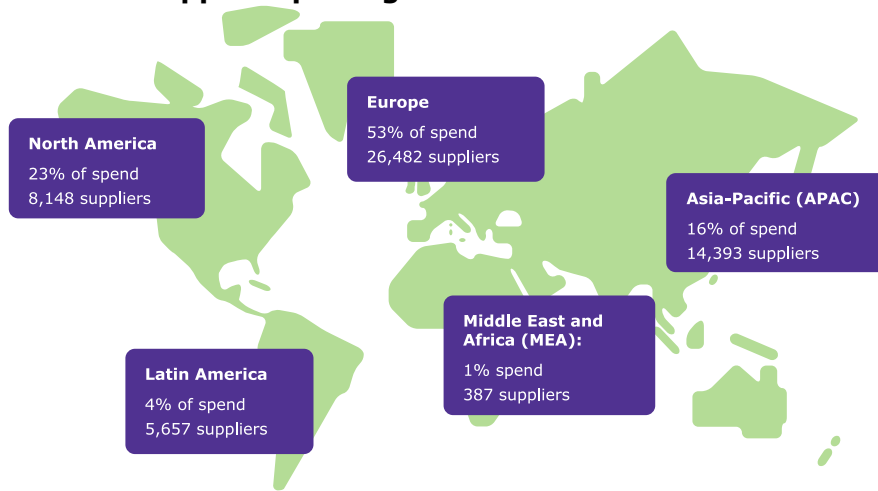 North America
23% of spend
8,148 suppliers
Europe
53% of spend
26,482 suppliers
Asia-Pacific (APAC)
16% of spend
14,393 suppliers
Middle East and
Africa (MEA):
1% spend
387 suppliers
Latin America
4% of spend
5,657 suppliers